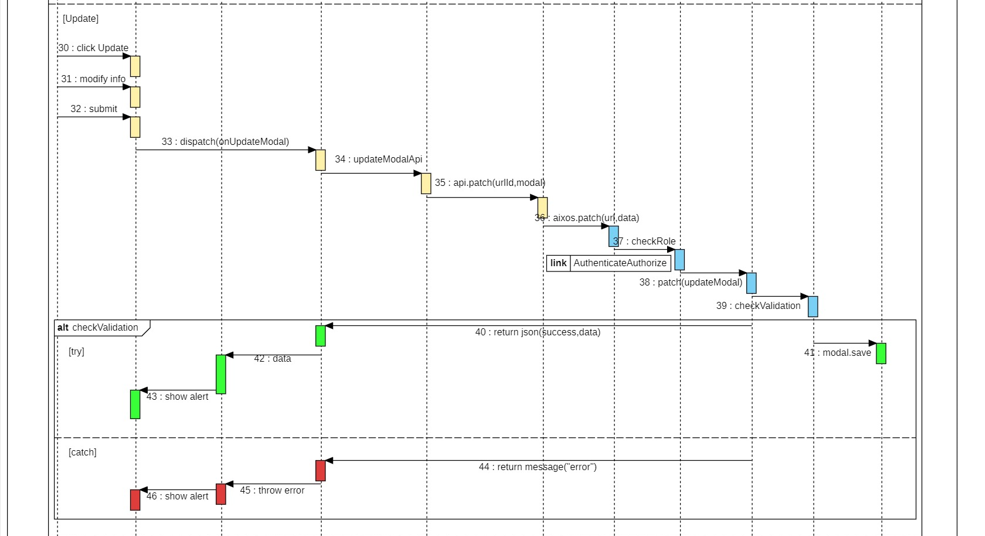 [Update]
30 : click Update
31 : modify info
32 : submit
33 : dispatch(onUpdateModal)
34 : updateModalApi
35 : api.patch(urlId,modal)
36 : aixos.patch(url,data)
37 : checkRole
link AuthenticateAuthorize
38 : patch(updateModal)
39 : checkValidation
alt checkValidation
40 : return json(success,data)
[try]
41 : modal.save
42 : data
43 : show alert
[catch]
44 : return message("error")
45 : throw error
46 : show alert